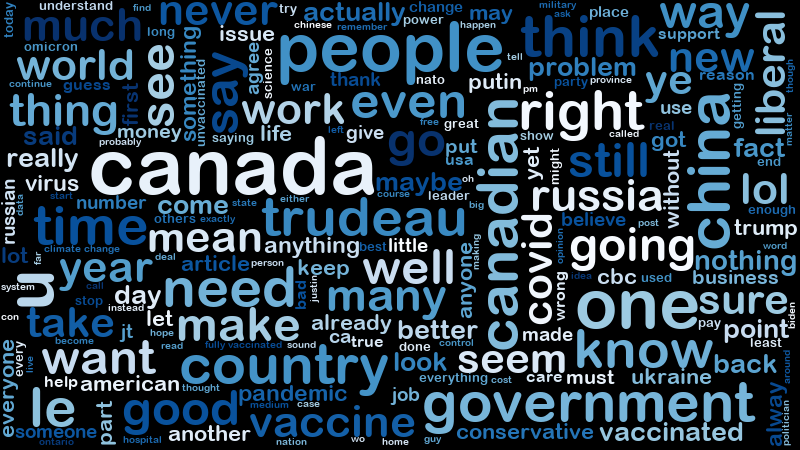 today
understand
find
never
try
actually
change
may
military
ask
place
way
liberal
much
omicron
long
issue
chinese
remember
power
happen
think
support
world
see
something
unvaccinated
say
agree
science
people
tell
problem
new
reason
though
continue
guess
war
thank
nato
putin
party
province
ye
thing
first
work
even
pm
right
use
getting
matter
said
money
saying
life
left
give
free
great
show
called
real
probably
go
put
yet
might
still
got
fact
really
canada
usa
canadian
without
china
end
virus
maybe
oh
russia
lol
russian
data
start
number
come
state
either
course
leader
big
believe
post
enough
time
others
exactly
trudeau
covid
opinion
trump
climate change
mean
anything
best
little
going
word
lot
far
year
deal
article
person
keep
well
anyone
making
nothing
system
u
call
day
need
bad
justin
many
wrong
idea
cbc
used
business
con
stop
instead
let
make
already
one
sure
biden
take
jt
hope
ca
true
better
made
pay
point
everyone
every
become
read
fully vaccinated
sound
done
control
know
least
live
want
country
look
seem
back
around
help
american
thought
everything
cost
care
must
ukraine
le
part
good
pandemic
job
government
alway
politician
medium
case
someone
ontario
hospital
another
vaccine
nation
wo
home
guy
conservative
vaccinated